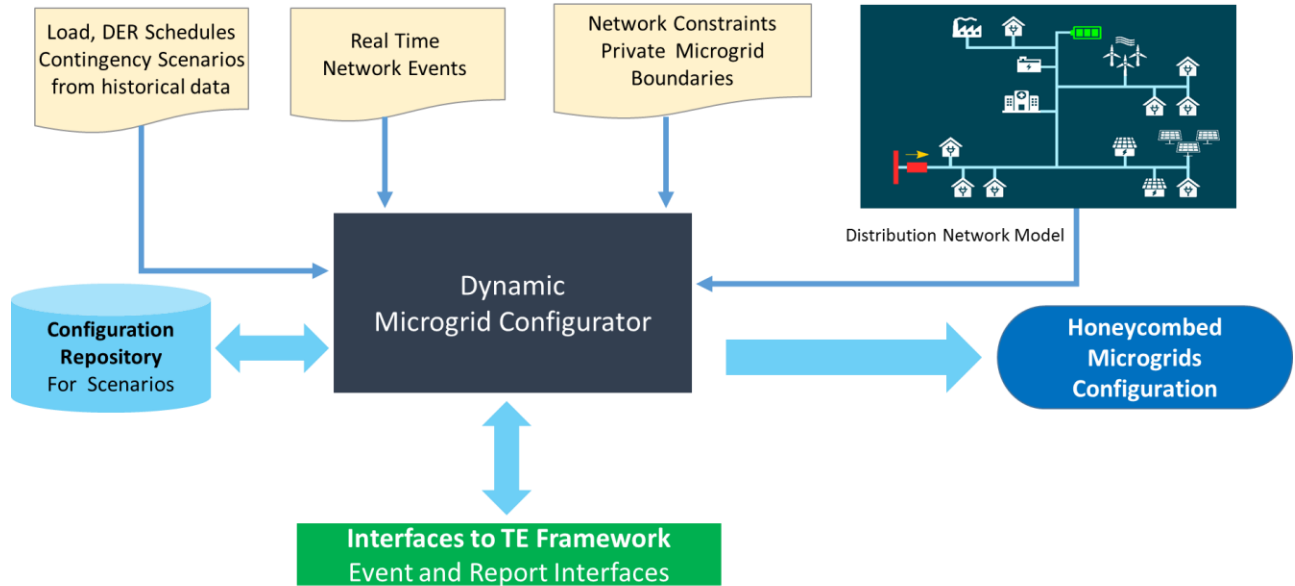 Load, DER Schedules
Contingency Scenarios
from historical data
Real Time
Network Events
Network Constraints
Private Microgrid
Boundaries
Distribution Network Model
Dynamic
Microgrid Configurator
Configuration
Repository
For Scenarios
Honeycombed
Microgrids
Configuration
Interfaces to TE Framework
Event and Report Interfaces